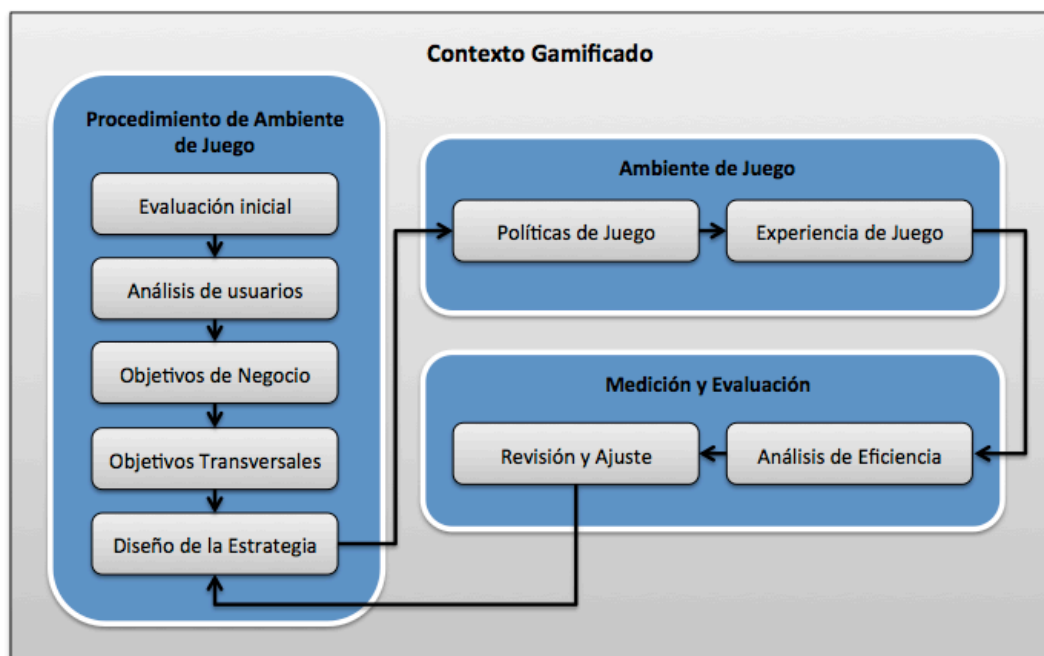 Contexto Gamificado
Procedimiento de Ambiente
de Juego
Evaluación inicial
Análisis de usuarios
Objetivos de Negocio
Objetivos Transversales
Diseño de la Estrategia
Ambiente de Juego
Políticas de Juego
Experiencia de Juego
Medición y Evaluación
Revisión y Ajuste
Análisis de Eficiencia